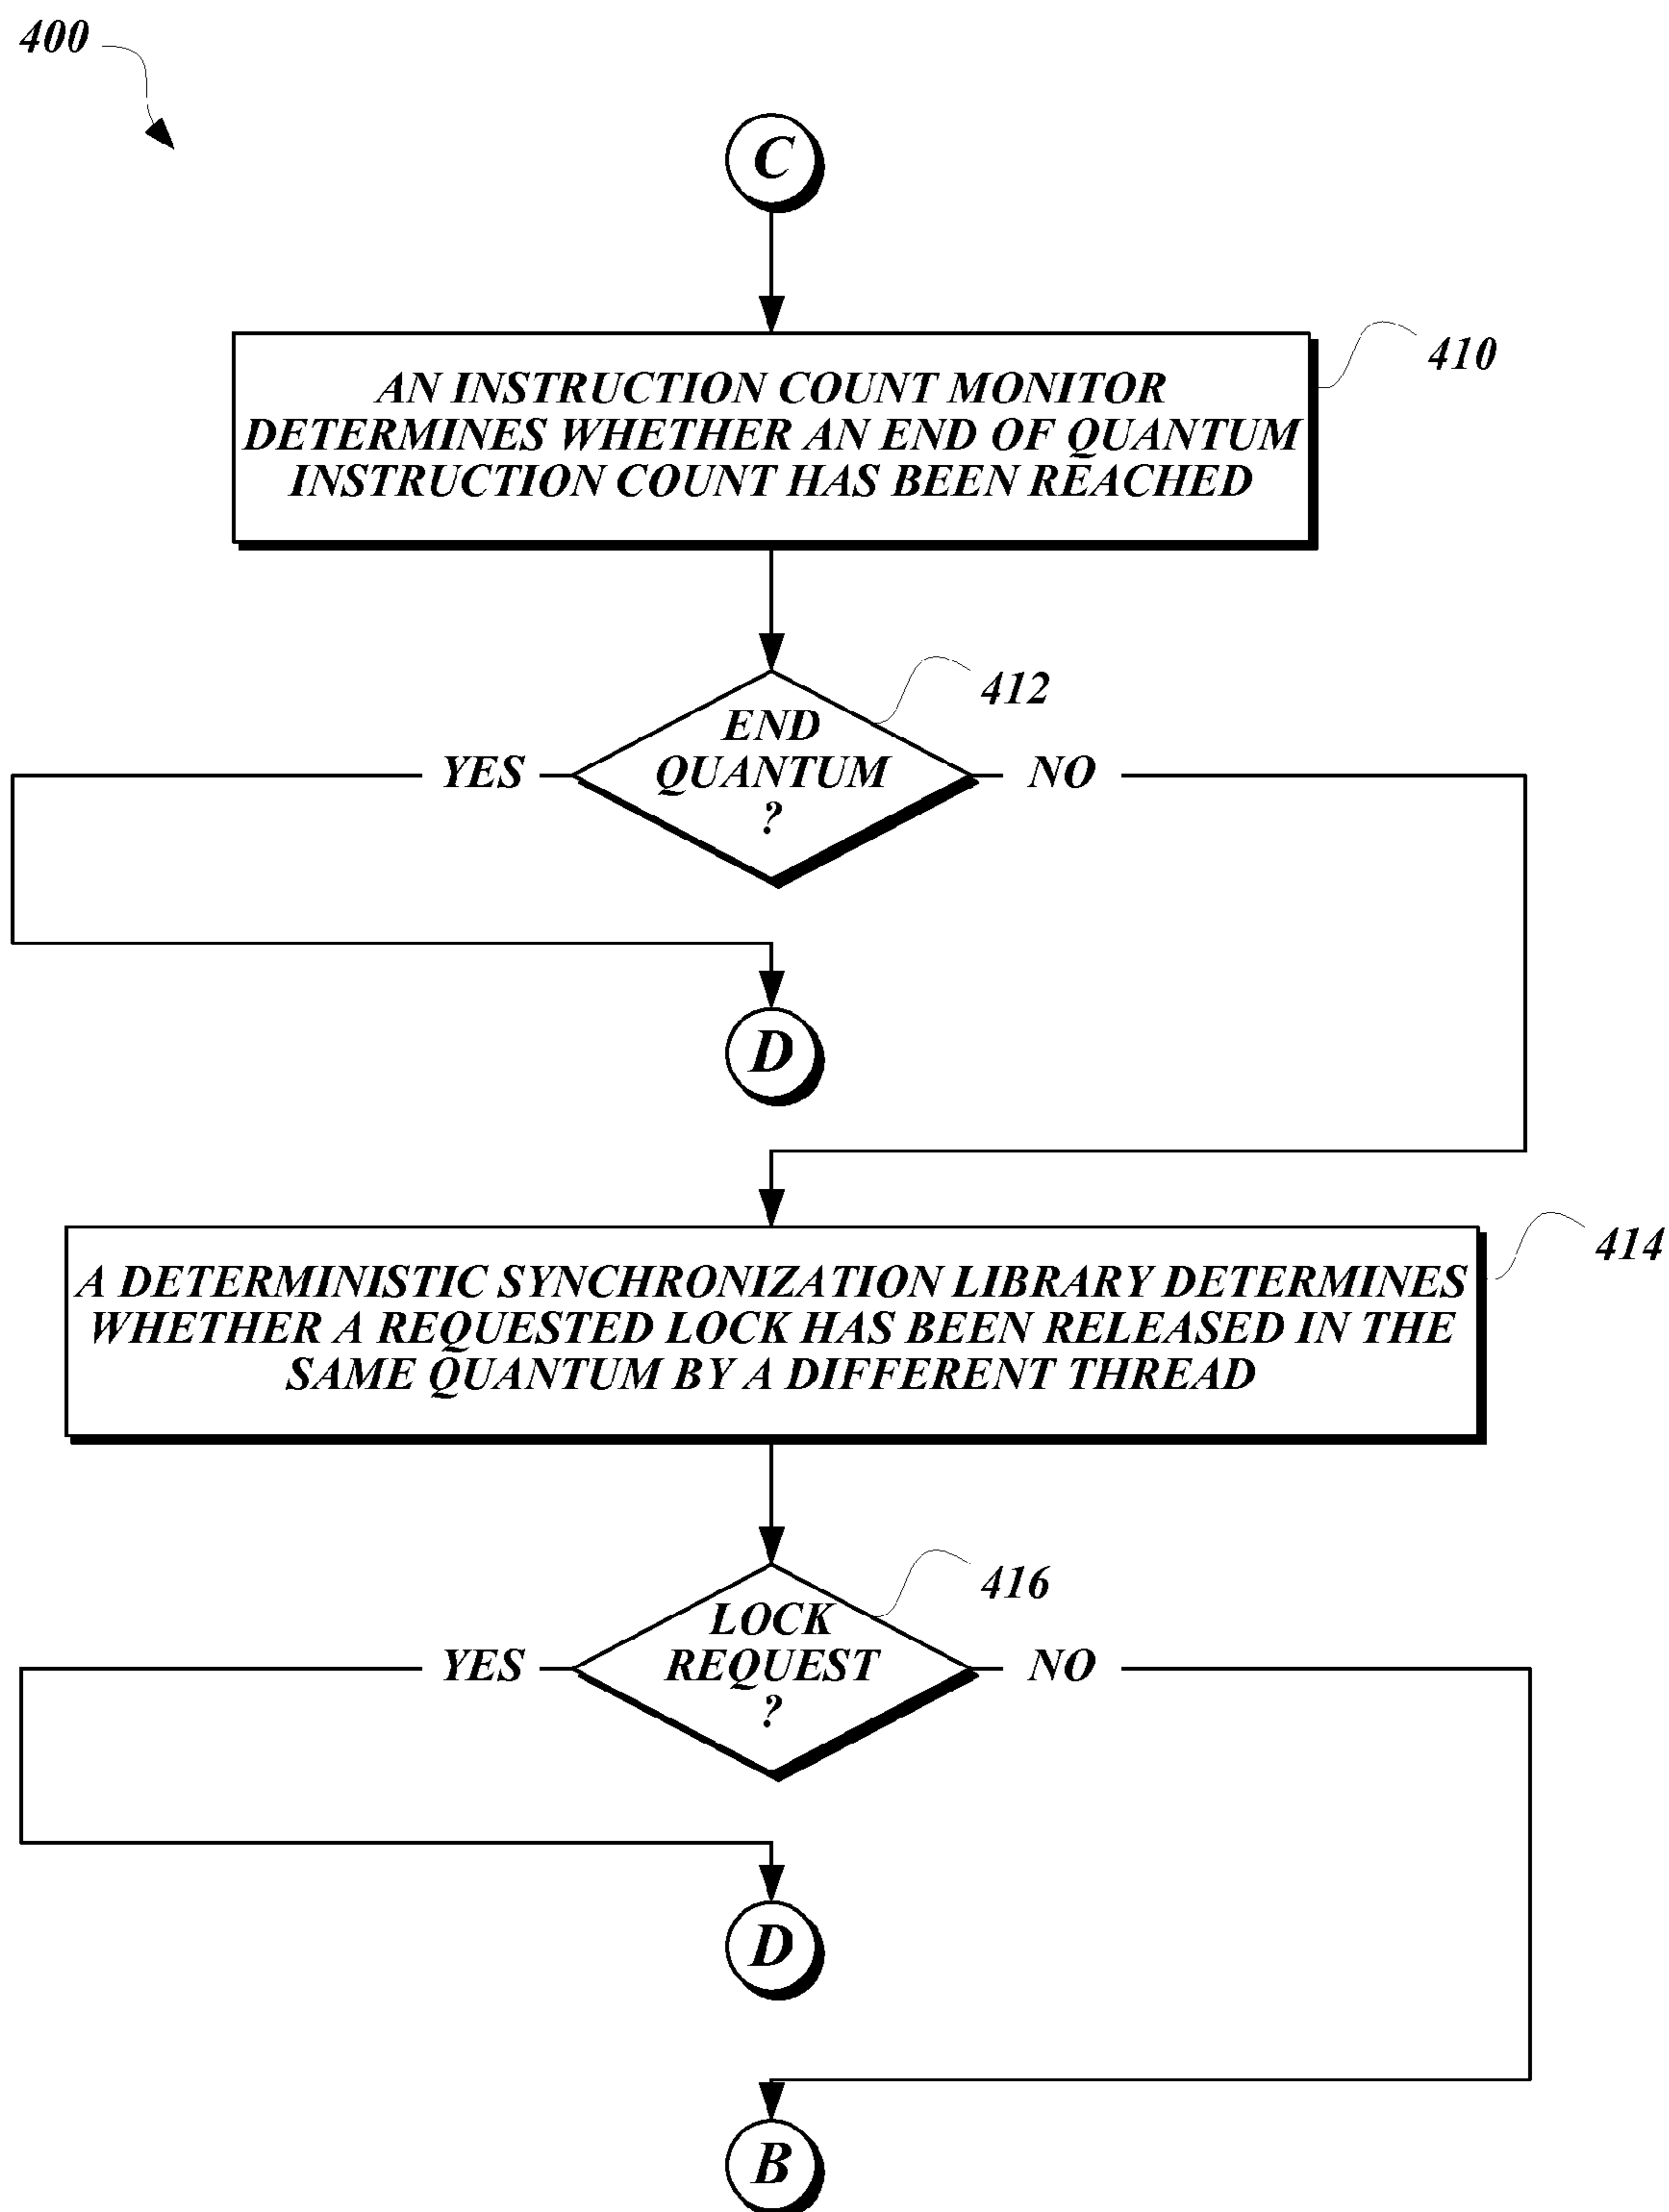 400
C
AN INSTRUCTION COUNT MONITOR
DETERMINES WHETHER AN END OF QUANTUM
INSTRUCTION COUNT HAS BEEN REACHED
410
412
END
QUANTUM
?
YES
NO
D
A DETERMINISTIC SYNCHRONIZATION LIBRARY DETERMINES
WHETHER A REQUESTED LOCK HAS BEEN RELEASED IN THE
SAME QUANTUM BY A DIFFERENT THREAD
414
416
LOCK
REQUEST
?
YES
NO
D
B